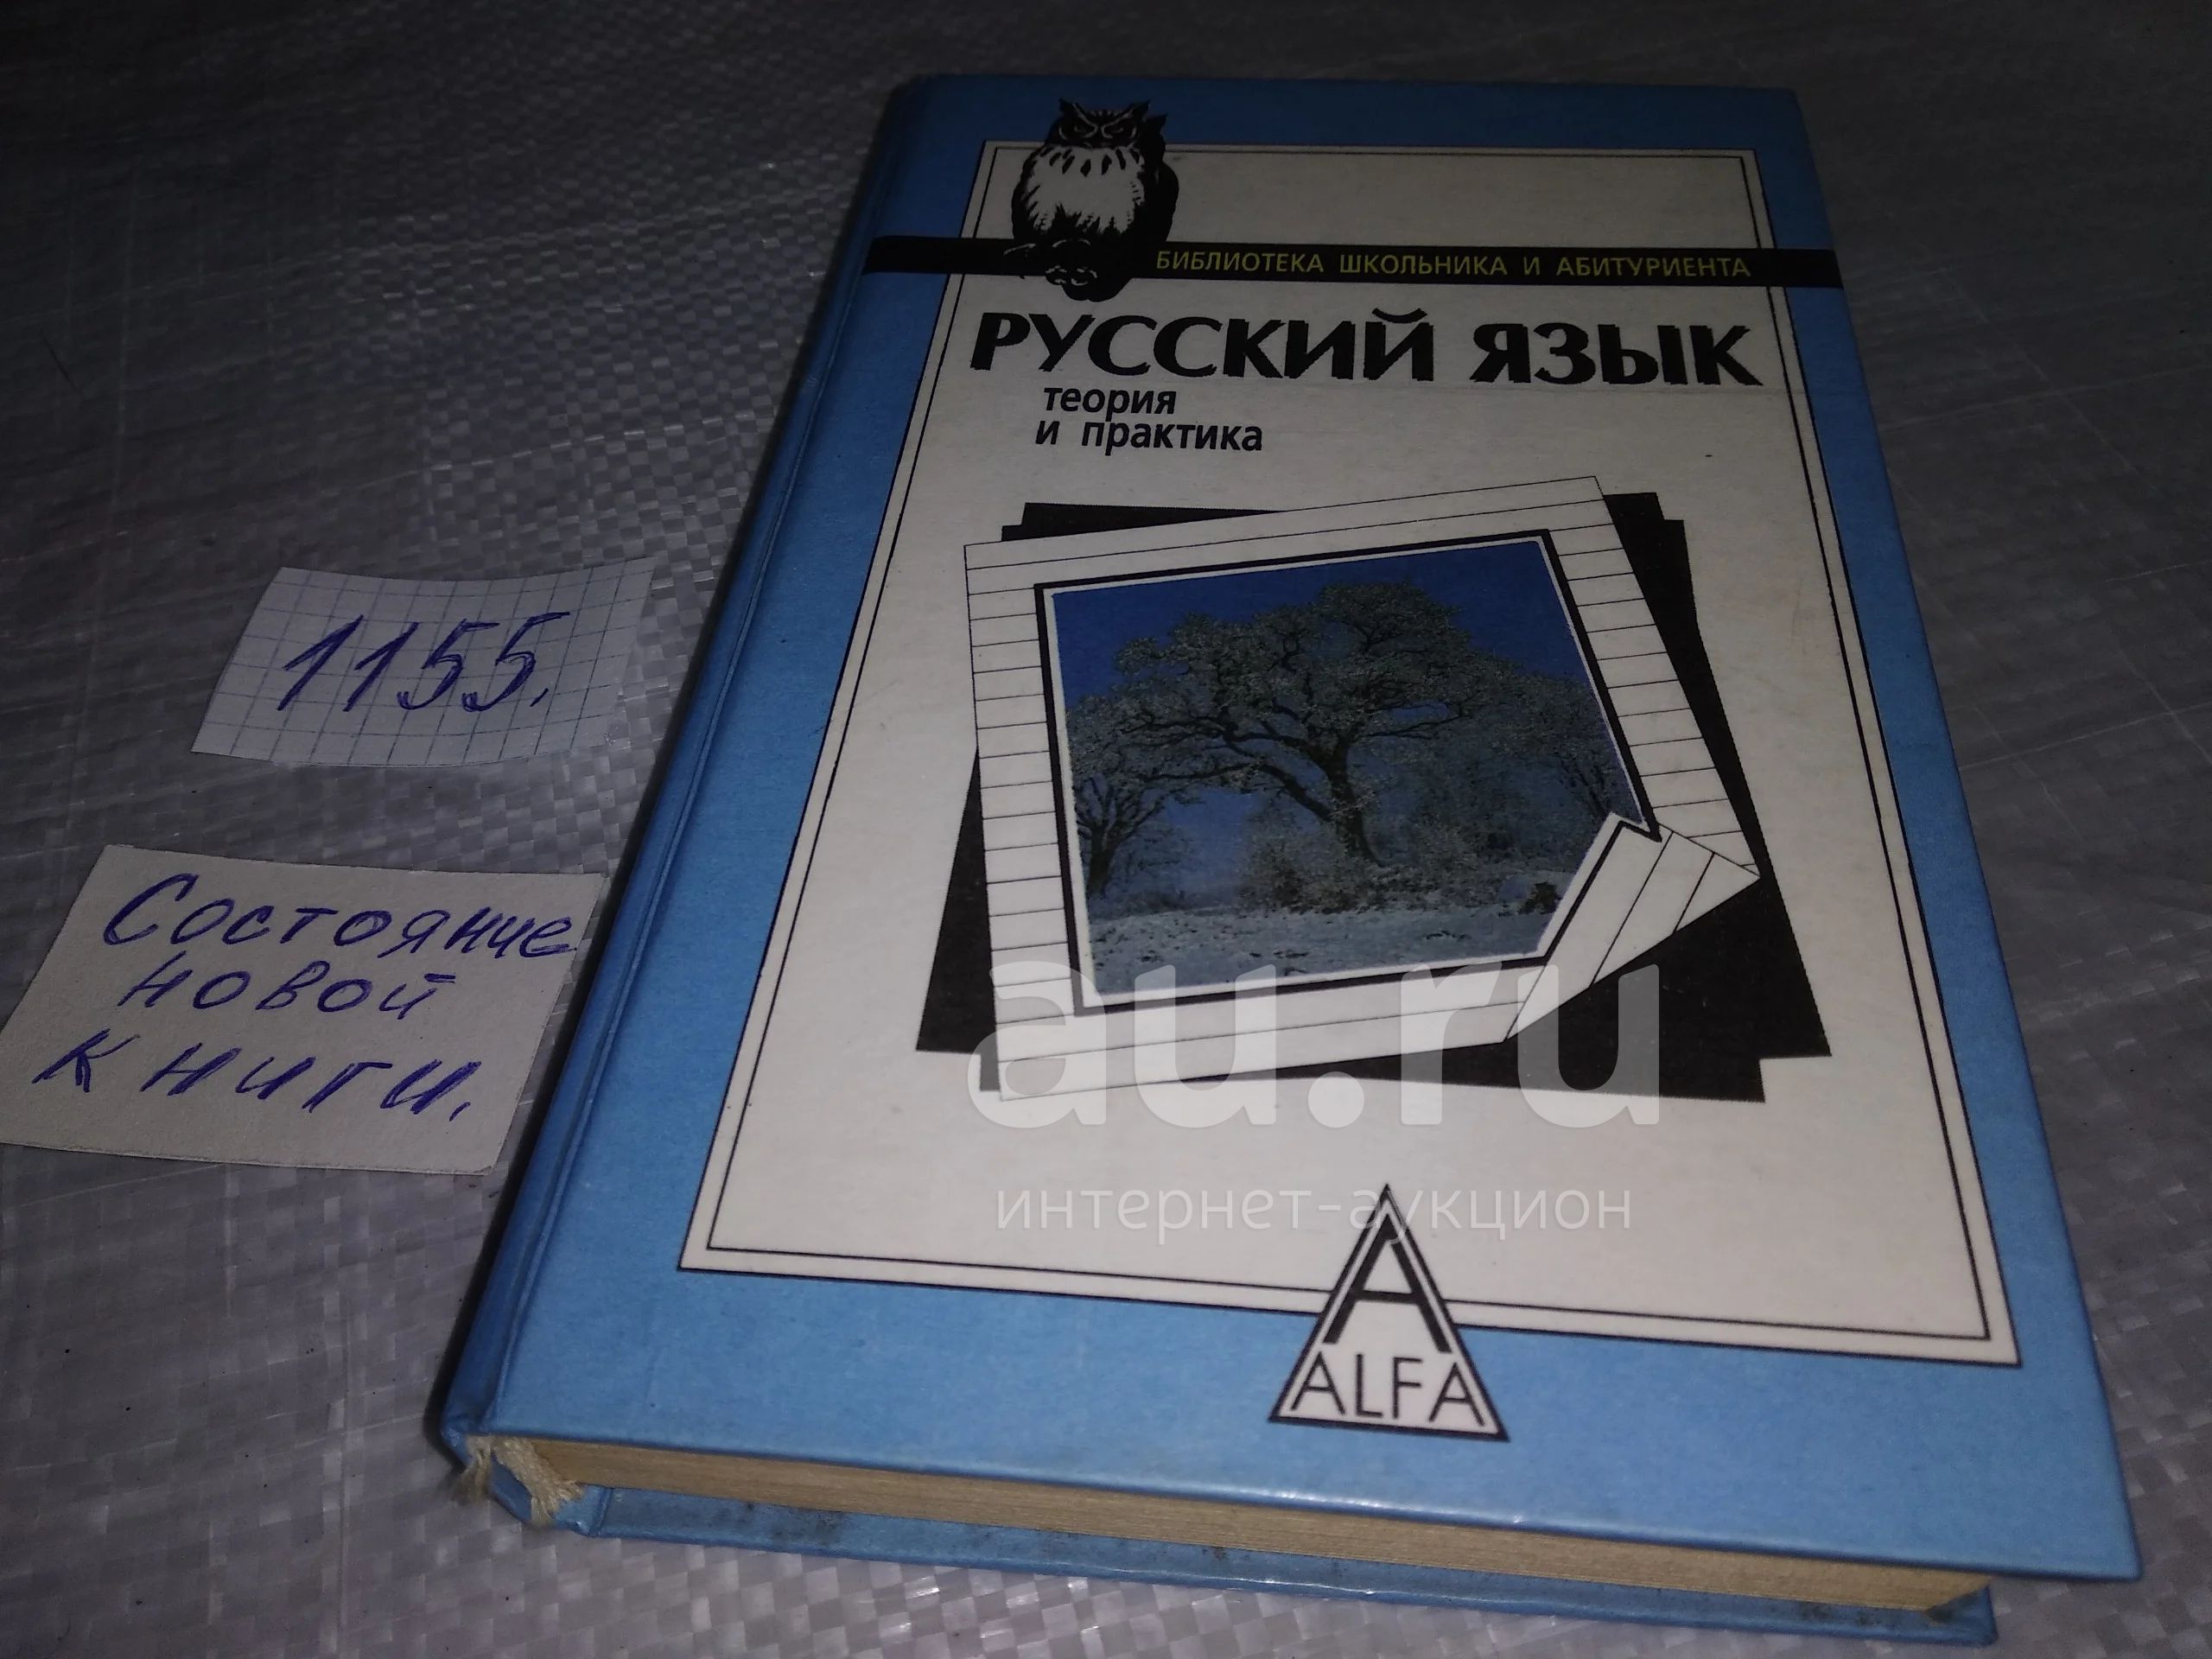 БИБЛИОТЕКА ШКОЛЬНИКА И АБИТУРИЕНТА
РУССКИЙ ЯЗЫК
теория
и практика
1155.
Состояние
новой
книги.
au.ru
интернет-аукцион
A
ALFA